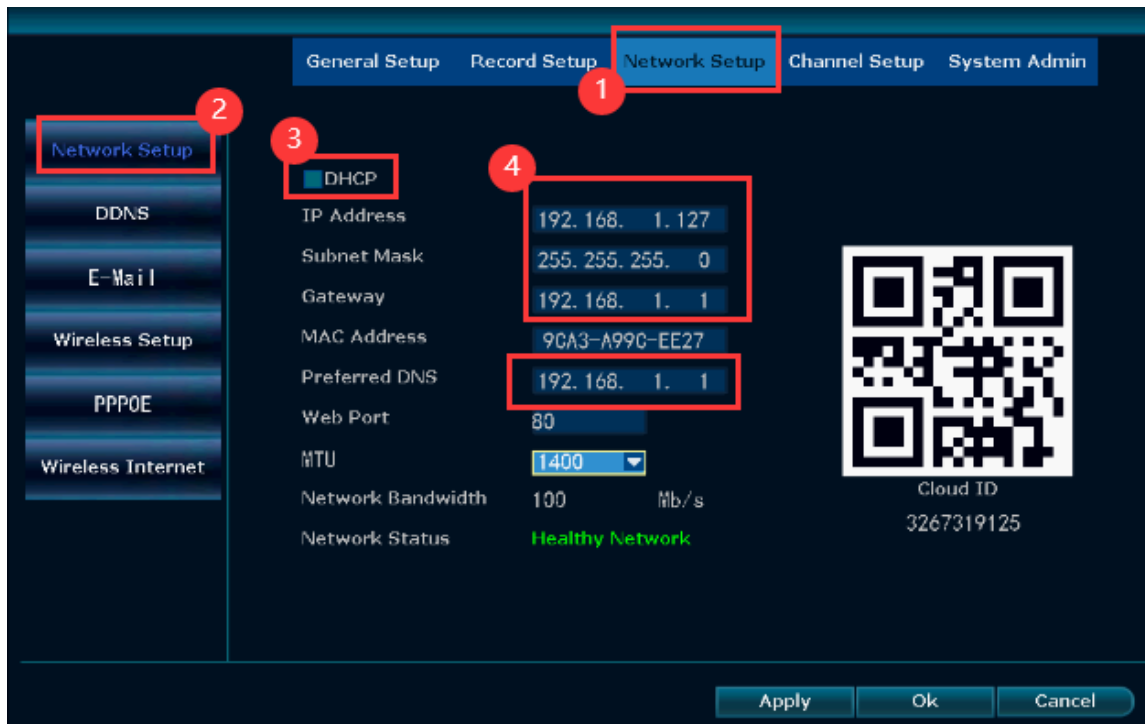 General Setup Record Setup Network Setup Channel Setup System Admin
1
2
Network Setup
DDNS
E-Mail
Wireless Setup
PPPOE
Wireless Internet
3
DHCP
4
IP Address 192.168. 1.127
Subnet Mask 255.255.255. 0
Gateway 192.168. 1. 1
MAC Address 9CA3-A99C-EE27
Preferred DNS 192.168. 1. 1
Web Port 80
MTU 1400
Network Bandwidth 100 Mb/s
Network Status Healthy Network
Cloud ID
3267319125
Apply Ok Cancel